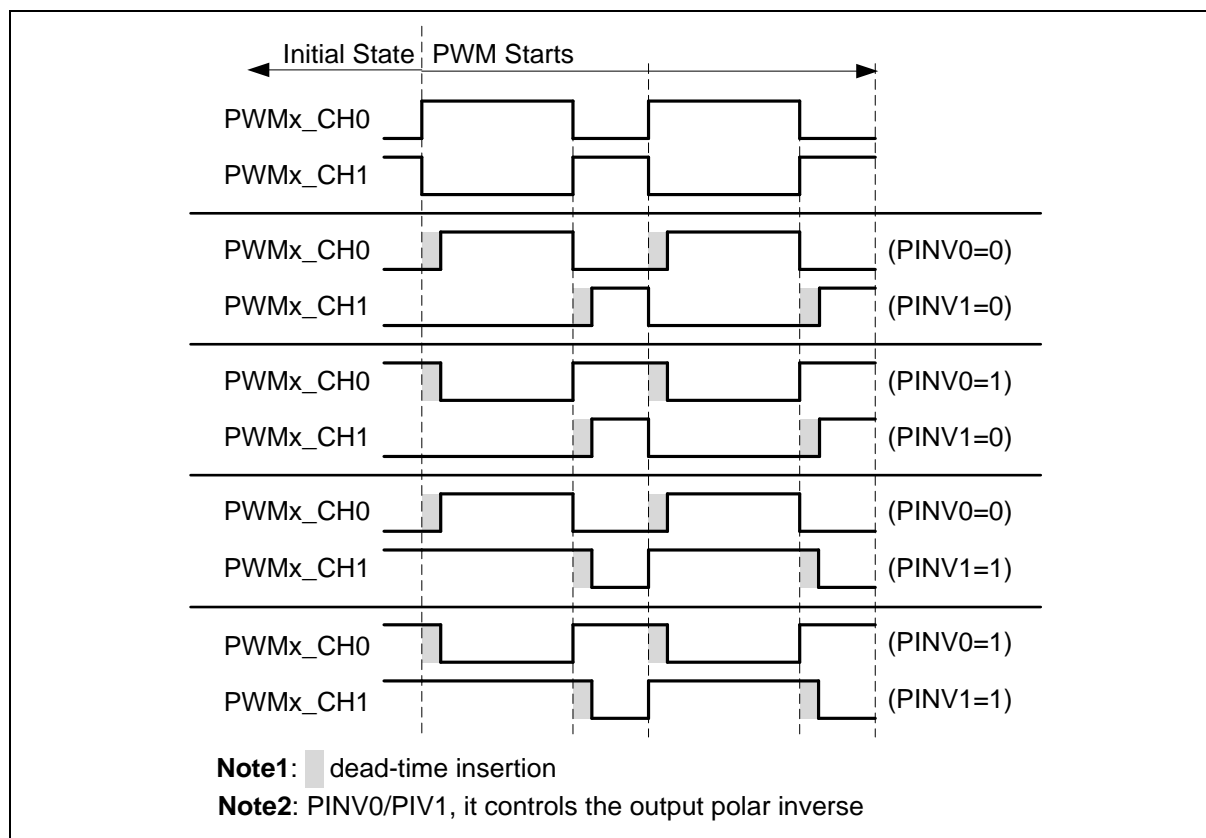 Initial State PWM Starts
PWMx_CH0
PWMx_CH1
PWMx_CH0 (PINV0=0)
PWMx_CH1 (PINV1=0)
PWMx_CH0 (PINV0=1)
PWMx_CH1 (PINV1=0)
PWMx_CH0 (PINV0=0)
PWMx_CH1 (PINV1=1)
PWMx_CH0 (PINV0=1)
PWMx_CH1 (PINV1=1)
Note1: dead-time insertion
Note2: PINV0/PIV1, it controls the output polar inverse